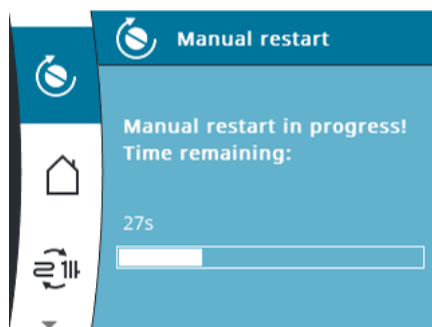 Manual restart
Manual restart in progress!
Time remaining:
27s